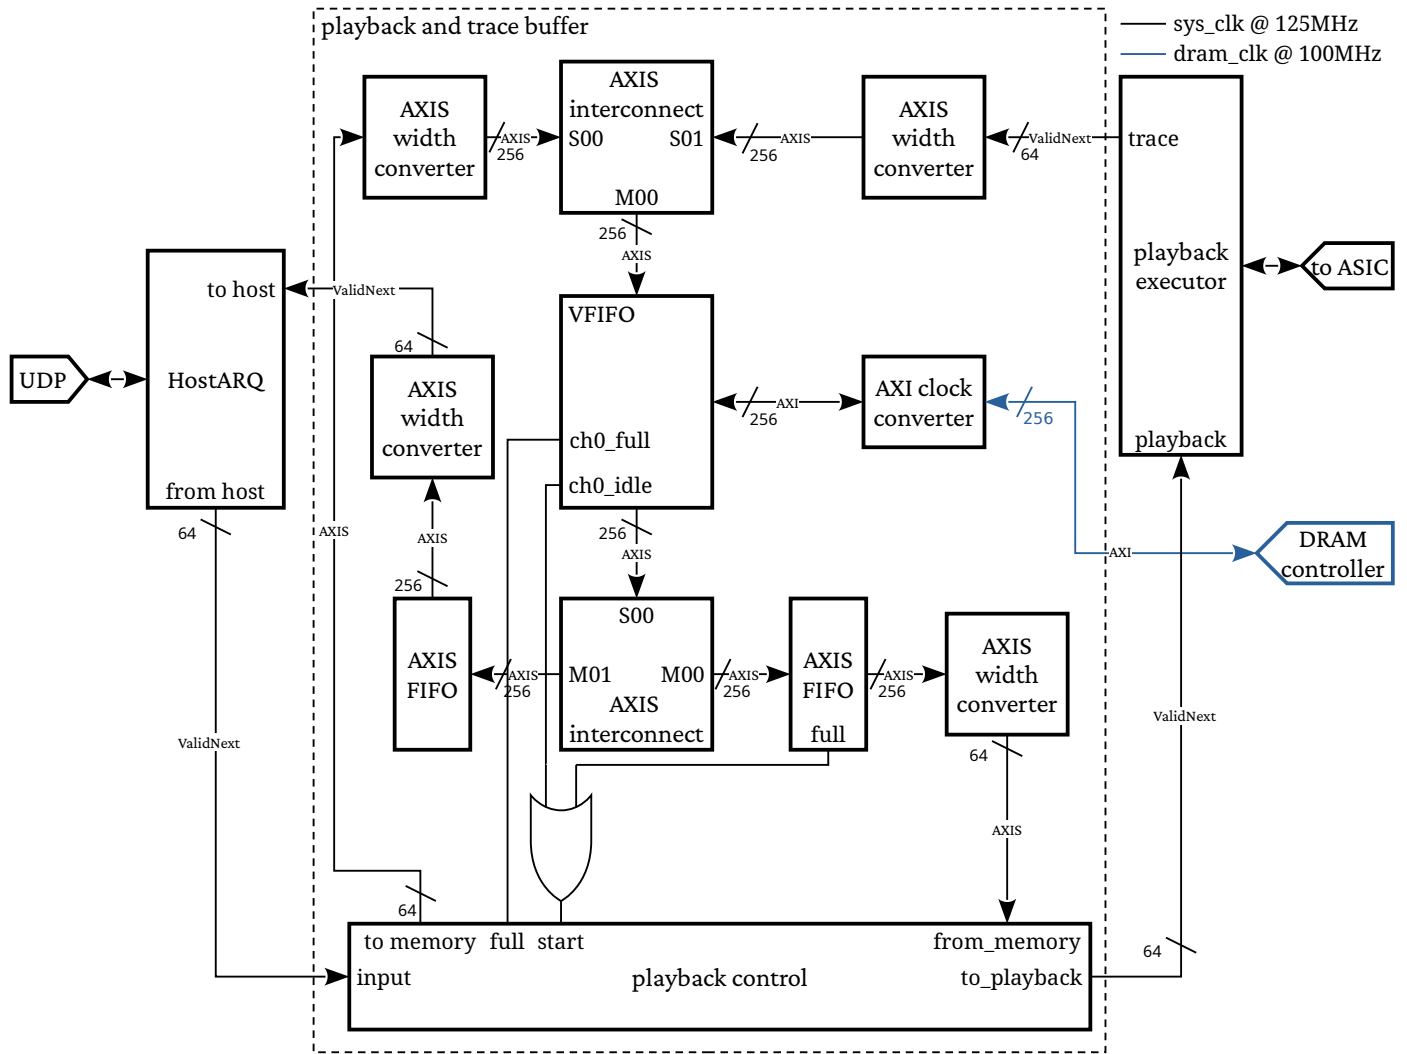 playback and trace buffer
sys_clk @ 125MHz
dram_clk @ 100MHz
AXIS
width
converter
AXIS
256
AXIS
interconnect
S00
S01
M00
AXIS
256
AXIS
width
converter
ValidNext
64
trace
playback
executor
playback
to ASIC
256
AXIS
to host
HostARQ
from host
UDP
ValidNext
64
AXIS
width
converter
VFIFO
ch0_full
ch0_idle
AXI
256
AXI clock
converter
256
AXI
DRAM
controller
64
AXIS
AXIS
256
256
AXIS
AXIS
FIFO
AXIS
256
S00
M01
M00
AXIS
interconnect
AXIS
256
AXIS
FIFO
full
AXIS
256
AXIS
width
converter
64
AXIS
ValidNext
ValidNext
64
64
to memory
full
start
from_memory
input
playback control
to_playback